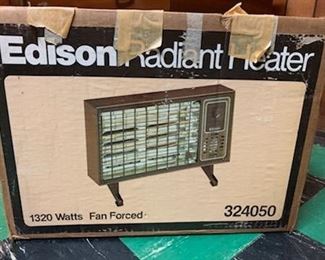 Edison Radiant Heater
1320 Watts Fan Forced
324050